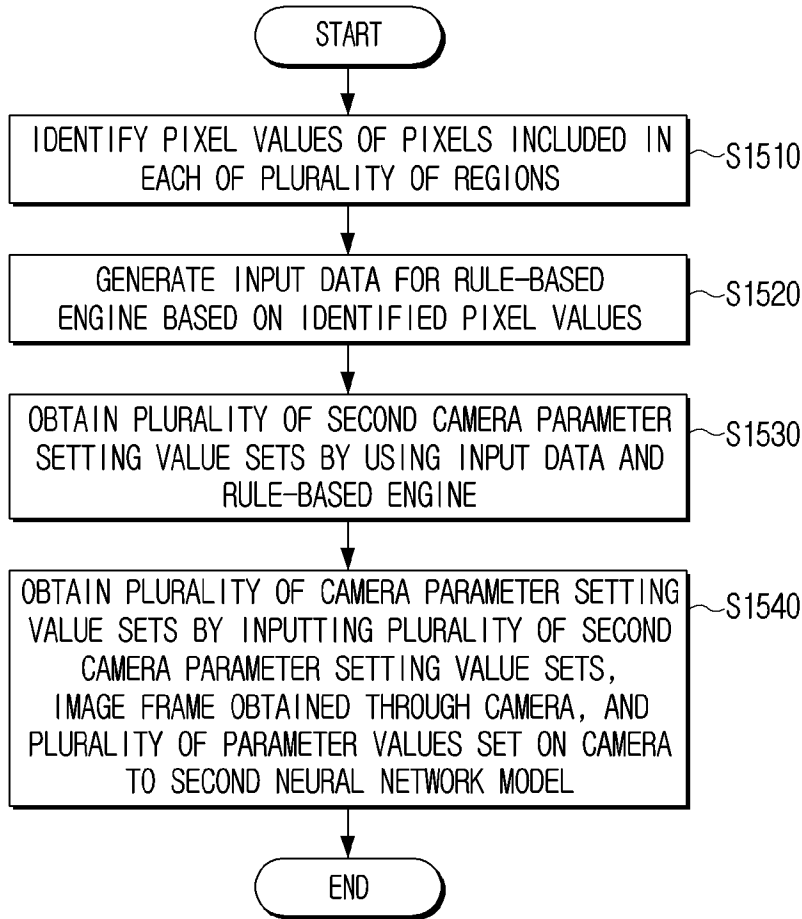 START
IDENTIFY PIXEL VALUES OF PIXELS INCLUDED IN
EACH OF PLURALITY OF REGIONS
S1510
GENERATE INPUT DATA FOR RULE-BASED
ENGINE BASED ON IDENTIFIED PIXEL VALUES
S1520
OBTAIN PLURALITY OF SECOND CAMERA PARAMETER
SETTING VALUE SETS BY USING INPUT DATA AND
RULE-BASED ENGINE
S1530
OBTAIN PLURALITY OF CAMERA PARAMETER SETTING
VALUE SETS BY INPUTTING PLURALITY OF SECOND
CAMERA PARAMETER SETTING VALUE SETS,
IMAGE FRAME OBTAINED THROUGH CAMERA, AND
PLURALITY OF PARAMETER VALUES SET ON CAMERA
TO SECOND NEURAL NETWORK MODEL
S1540
END